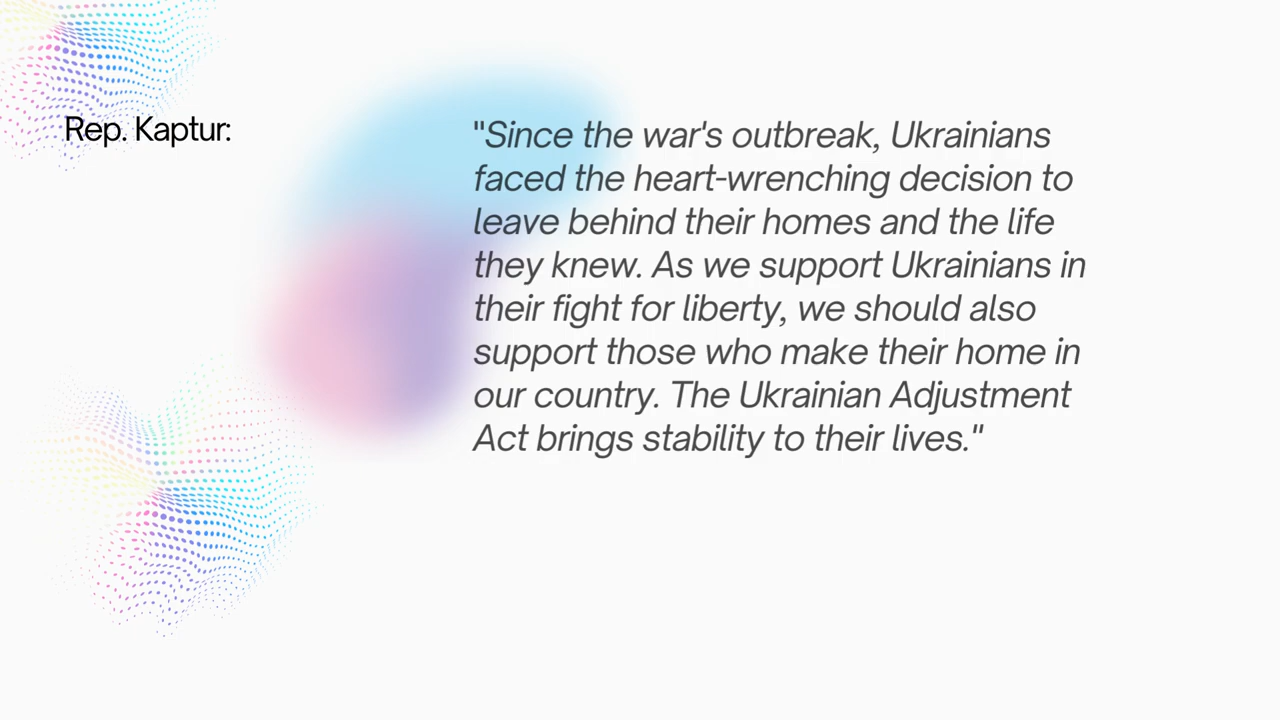 Rep. Kaptur:
"Since the war's outbreak, Ukrainians
faced the heart-wrenching decision to
leave behind their homes and the life
they knew. As we support Ukrainians in
their fight for liberty, we should also
support those who make their home in
our country. The Ukrainian Adjustment
Act brings stability to their lives."